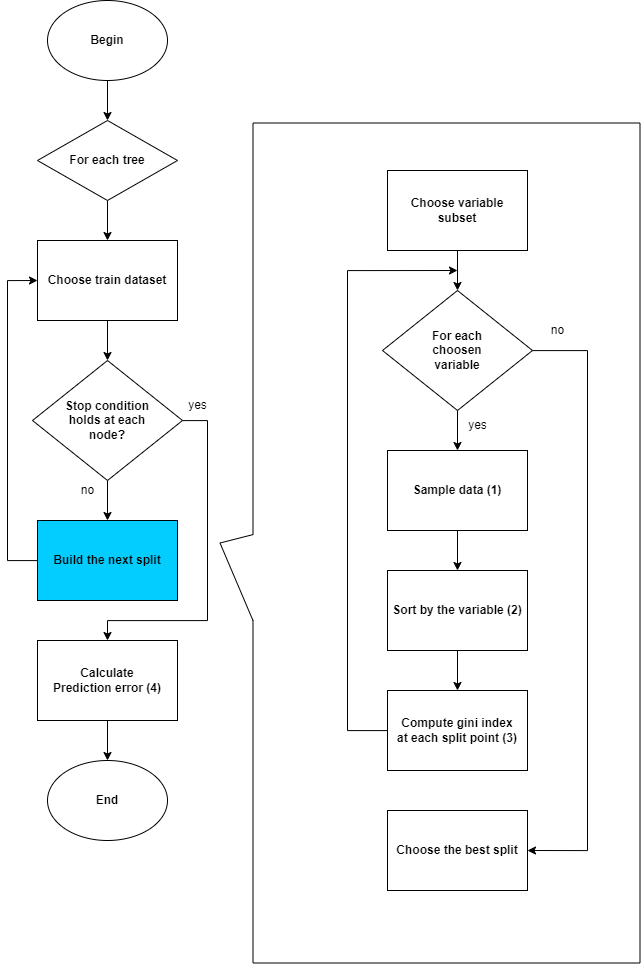 Begin
For each tree
Choose train dataset
Stop condition
holds at each
node?
yes
no
Build the next split
Calculate
Prediction error (4)
End
Choose variable
subset
For each
choosen
variable
no
yes
Sample data (1)
Sort by the variable (2)
Compute gini index
at each split point (3)
Choose the best split